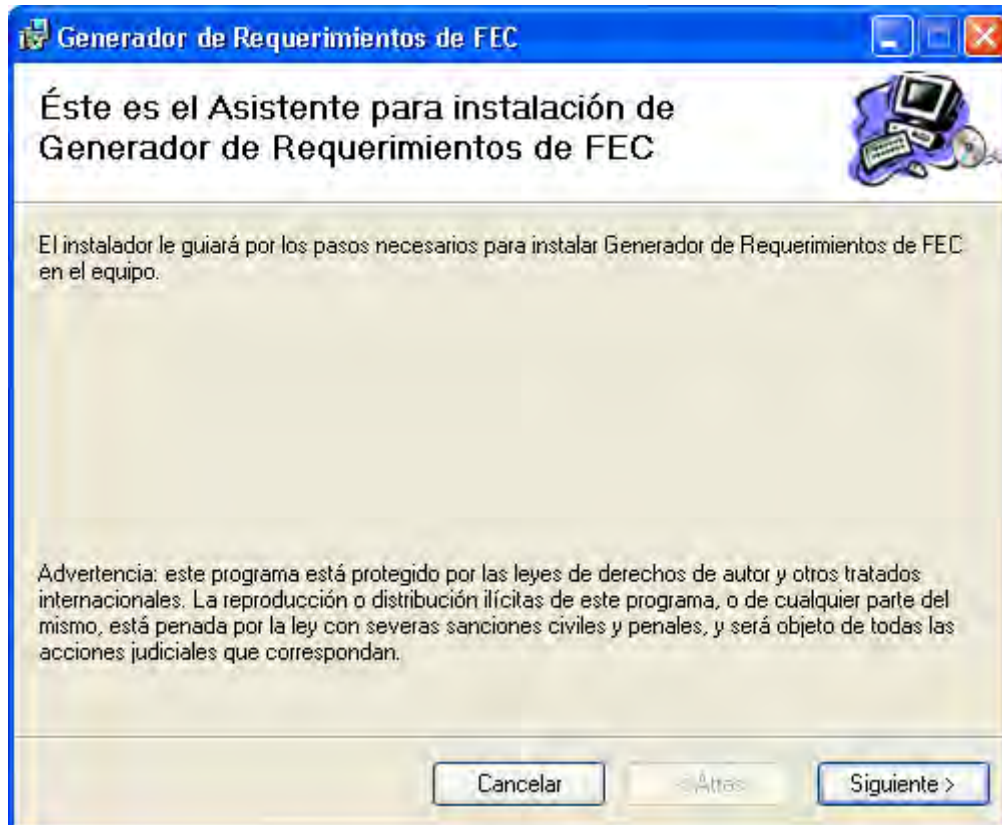 Generador de Requerimientos de FEC
Éste es el Asistente para instalación de
Generador de Requerimientos de FEC
El instalador le guiará por los pasos necesarios para instalar Generador de Requerimientos de FEC
en el equipo.
Advertencia: este programa está protegido por las leyes de derechos de autor y otros tratados
internacionales. La reproducción o distribución ilícitas de este programa, o de cualquier parte del
mismo, está penada por la ley con severas sanciones civiles y penales, y será objeto de todas las
acciones judiciales que correspondan.
Cancelar
< Atrás
Siguiente >